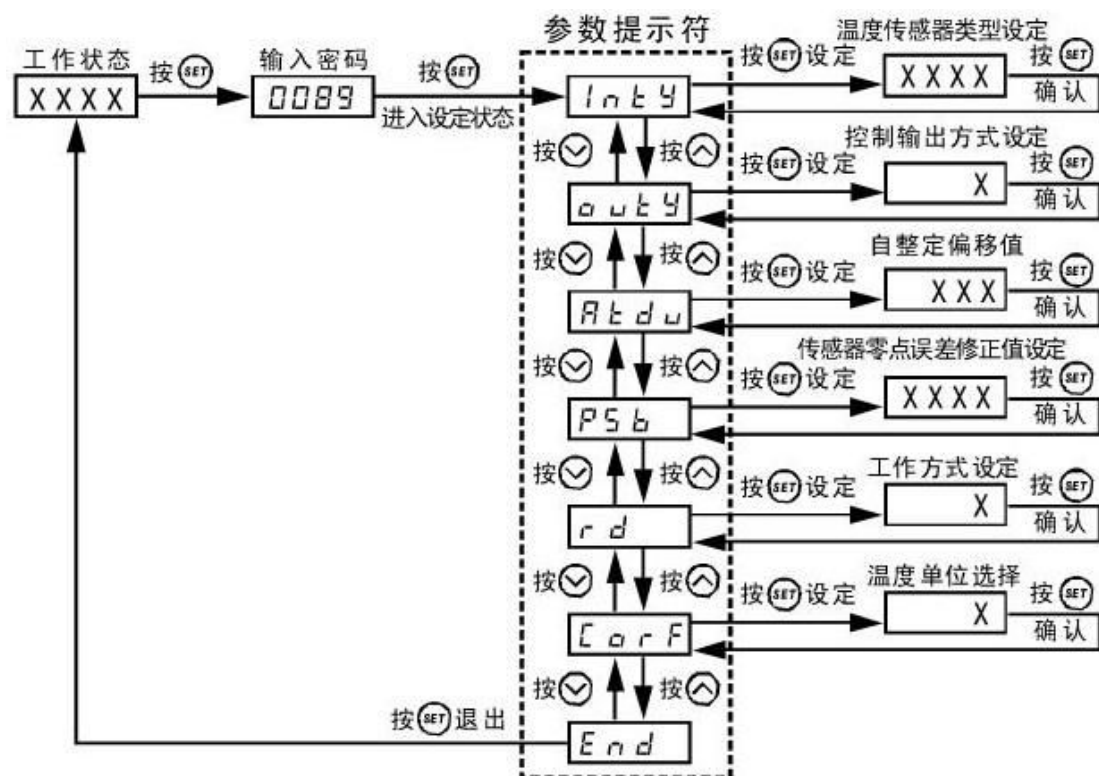 参数提示符
工作状态
XXXX
按SET
输入密码
0089
按SET
进入设定状态
Inty
按SET设定
温度传感器类型设定
XXXX
按SET
确认
按 按
outy
按SET设定
控制输出方式设定
X
按SET
确认
按 按
Atdu
按SET设定
自整定偏移值
XXX
按SET
确认
按 按
PSb
按SET设定
传感器零点误差修正值设定
XXXX
按SET
确认
按 按
rd
按SET设定
工作方式设定
X
按SET
确认
按 按
CorF
按SET设定
温度单位选择
X
按SET
确认
按 按
End
按SET退出